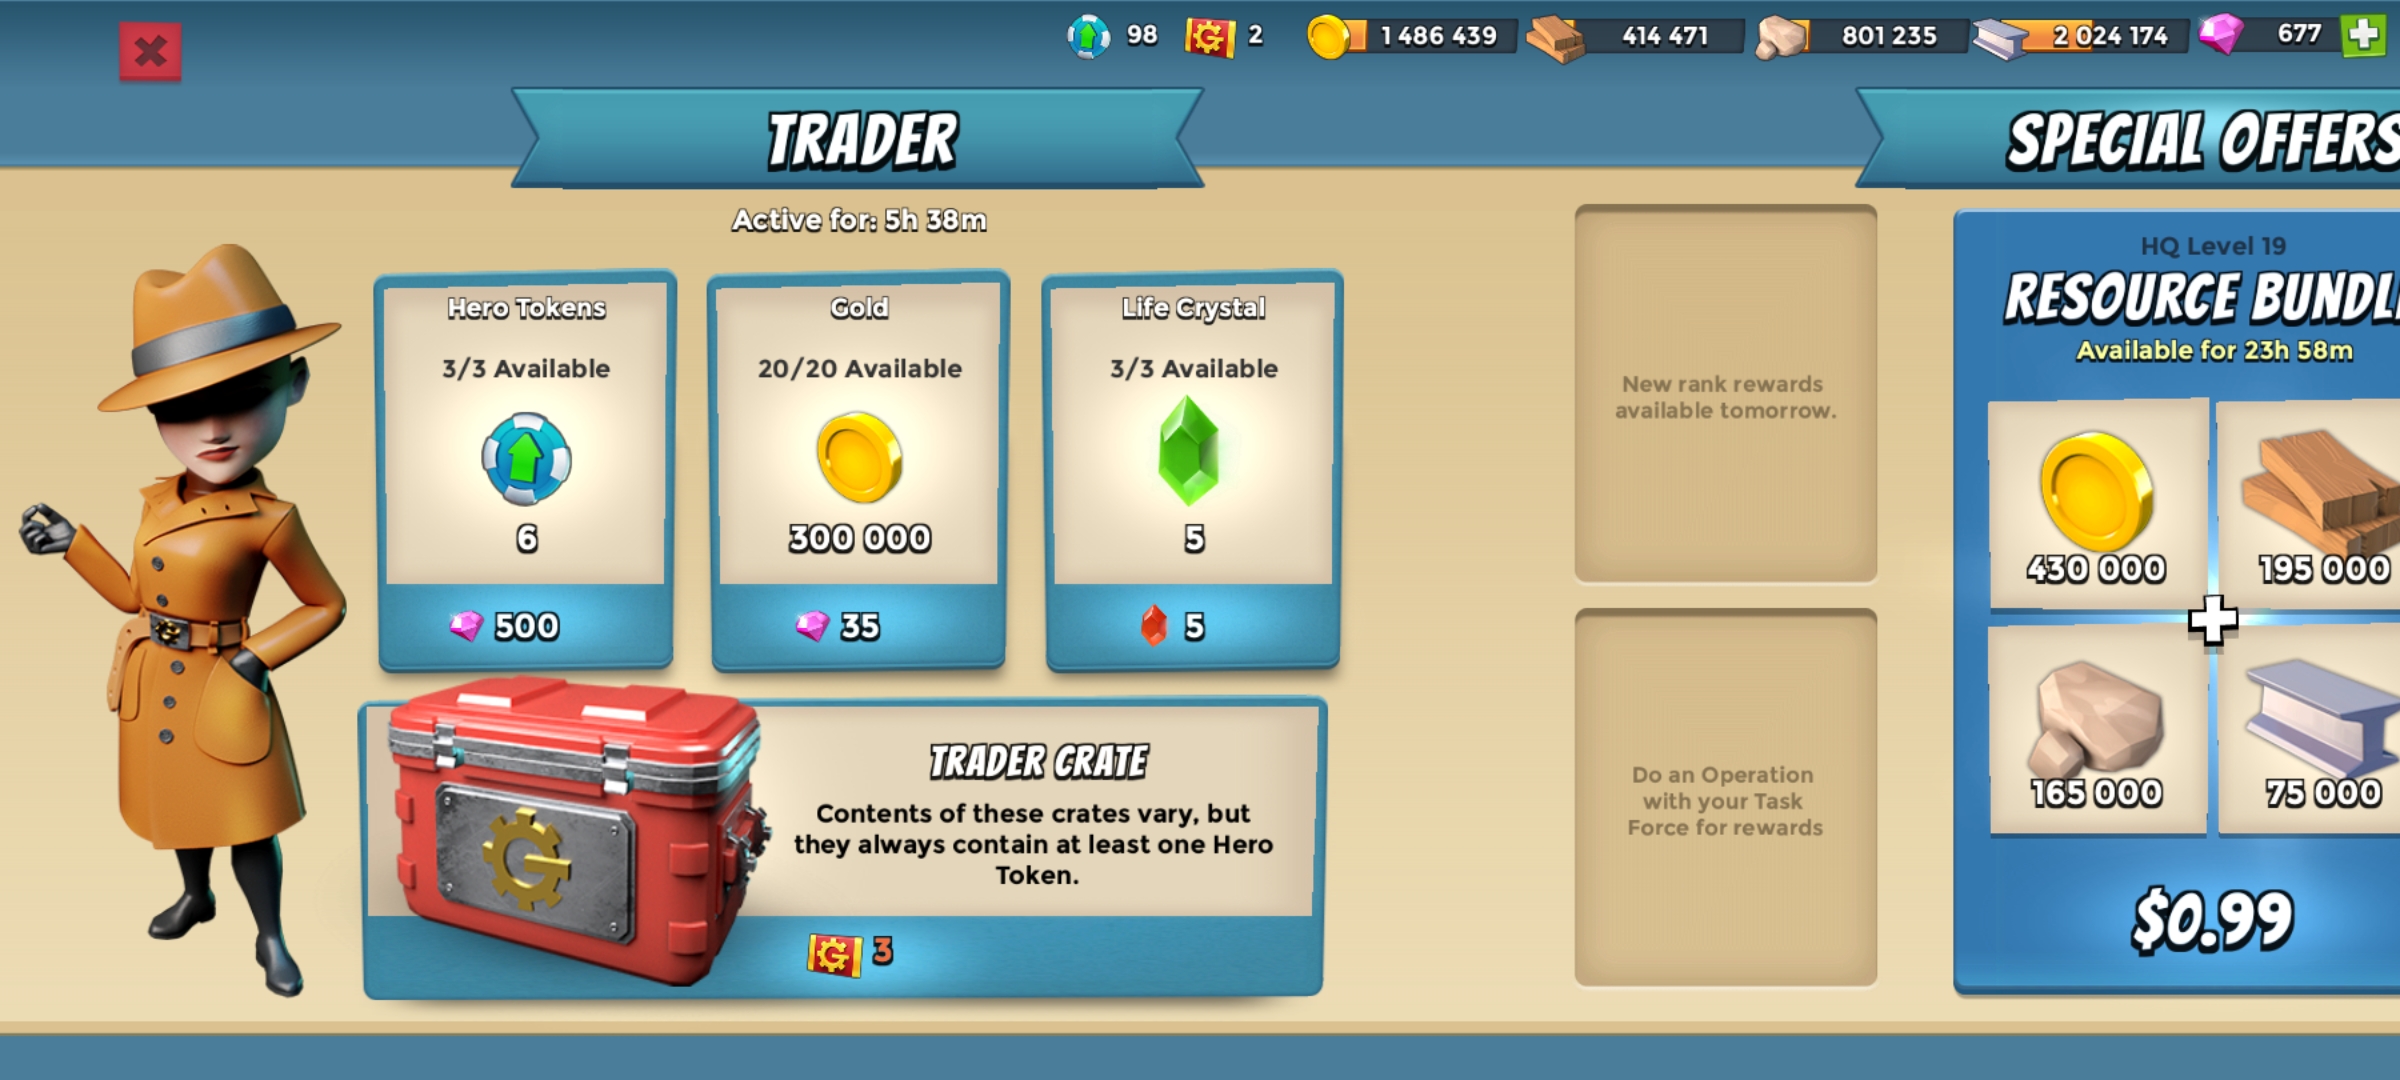 98
2
1 486 439
414 471
801 235
2 024 174
677
TRADER
Active for: 5h 38m
Hero Tokens
3/3 Available
6
500
Gold
20/20 Available
300 000
35
Life Crystal
3/3 Available
5
5
TRADER CRATE
Contents of these crates vary, but
they always contain at least one Hero
Token.
3
New rank rewards
available tomorrow.
Do an Operation
with your Task
Force for rewards
SPECIAL OFFERS
HQ Level 19
RESOURCE BUNDL
Available for 23h 58m
430 000
195 000
165 000
75 000
$0.99